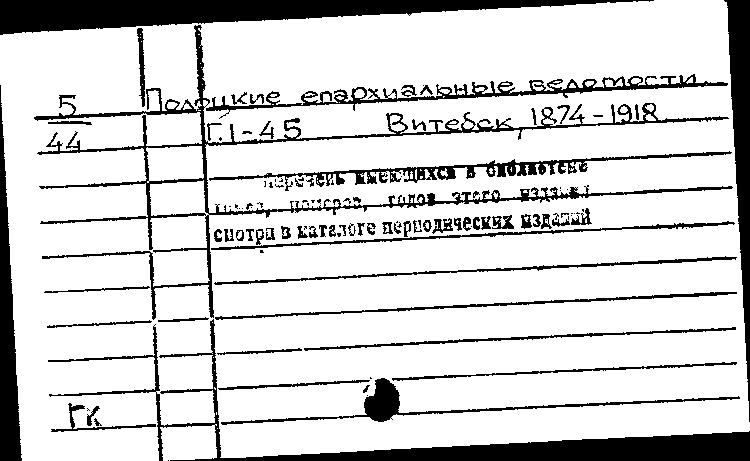 5
44
Полоцкие епархиальные ведомости.
Г.1-45 Витебск, 1874-1918
Перечень имеющихся в библиотеке
томов, номеров, годов этого издания
смотри в каталоге периодических изданий
ГК